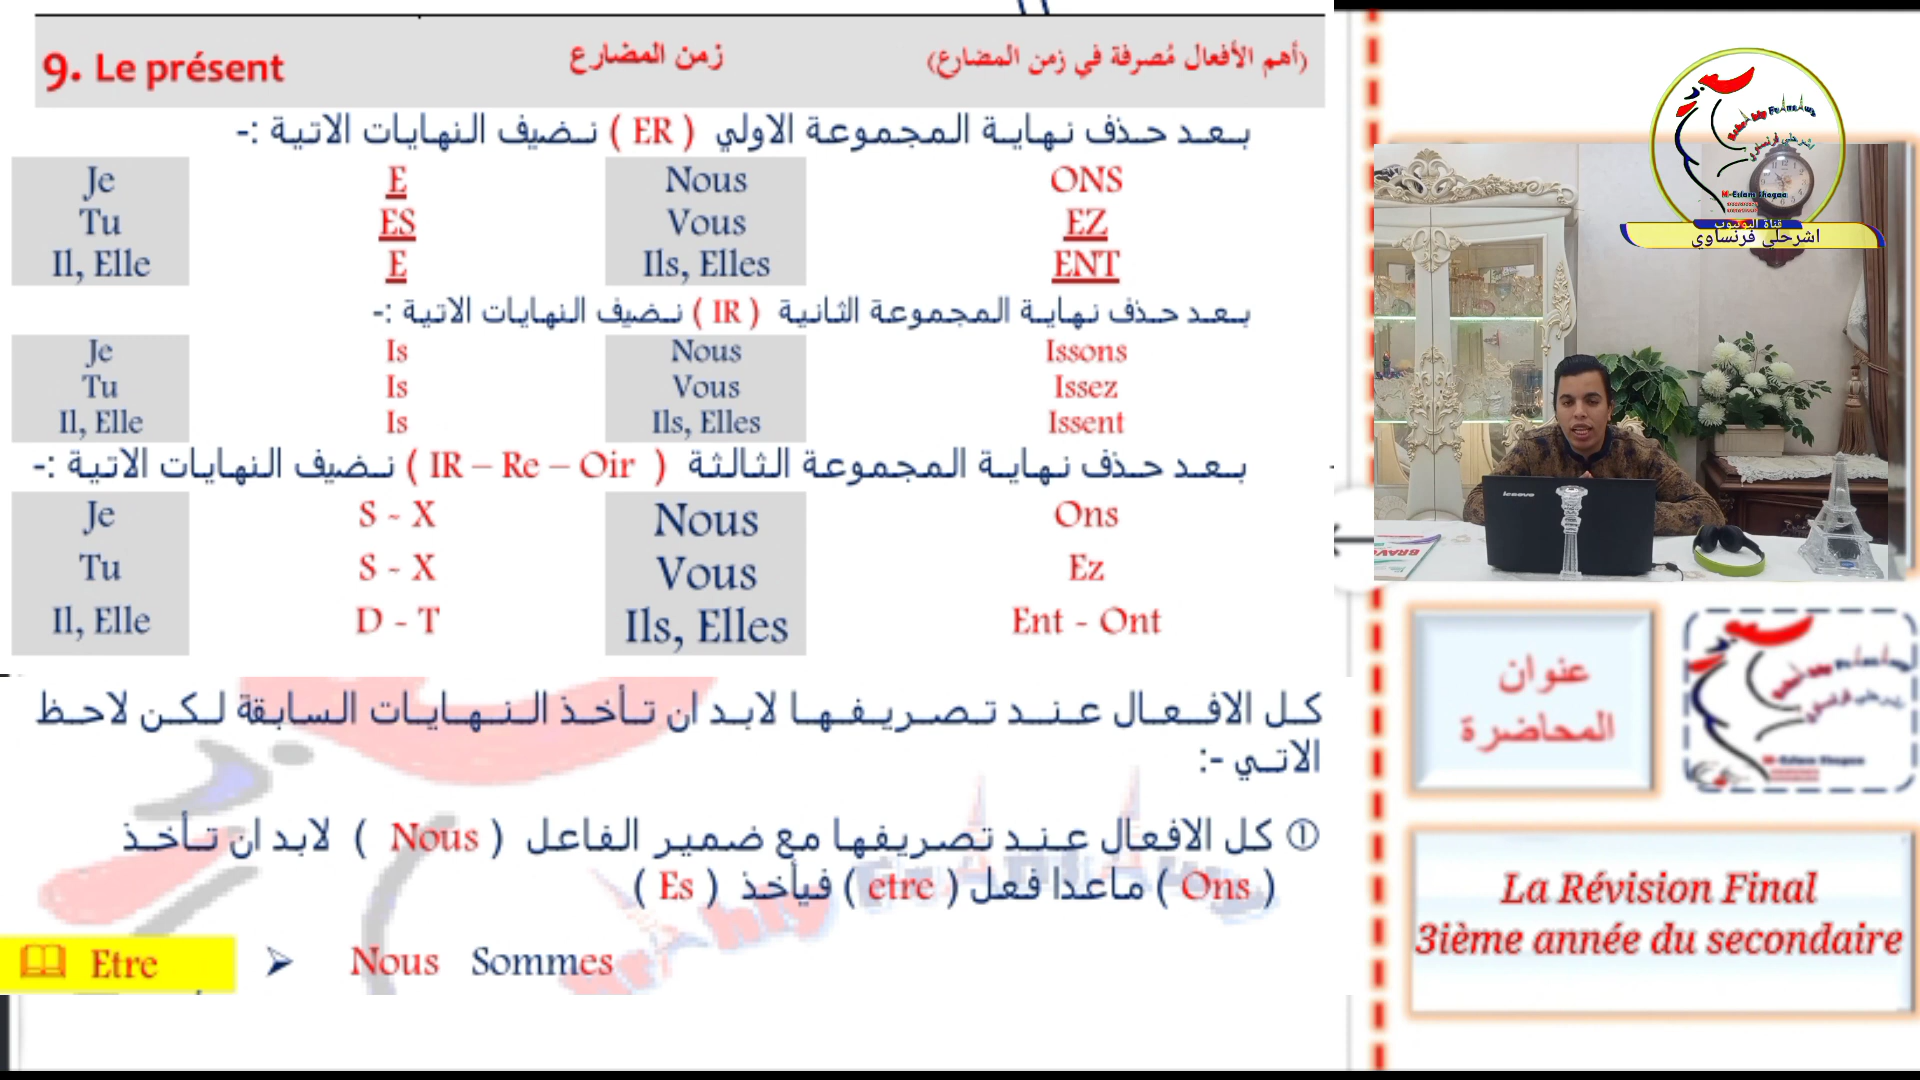 9. Le présent زمن المضارع (أهم الأفعال مُصرفة في زمن المضارع)
بعد حذف نهاية المجموعة الاولي ( ER ) نضيف النهايات الاتية :-
Je E Nous ONS
Tu ES Vous EZ
Il, Elle E Ils, Elles ENT
بعد حذف نهاية المجموعة الثانية ( IR ) نضيف النهايات الاتية :-
Je Is Nous Issons
Tu Is Vous Issez
Il, Elle Is Ils, Elles Issent
بعد حذف نهاية المجموعة الثالثة ( IR – Re – Oir ) نضيف النهايات الاتية :-
Je S - X Nous Ons
Tu S - X Vous Ez
Il, Elle D - T Ils, Elles Ent - Ont
كل الافعال عند تصريفها لابد ان تأخذ النهايات السابقة لكن لاحظ
الاتي :-
① كل الافعال عند تصريفها مع ضمير الفاعل ( Nous ) لابد ان تأخذ
( Ons ) ماعدا فعل ( etre ) فيأخذ ( Es )
Etre ➤ Nous Sommes
قناة اليوتيوب
اشرحلي فرنساوي
lenovo
عنوان
المحاضرة
La Révision Final
3ième année du secondaire